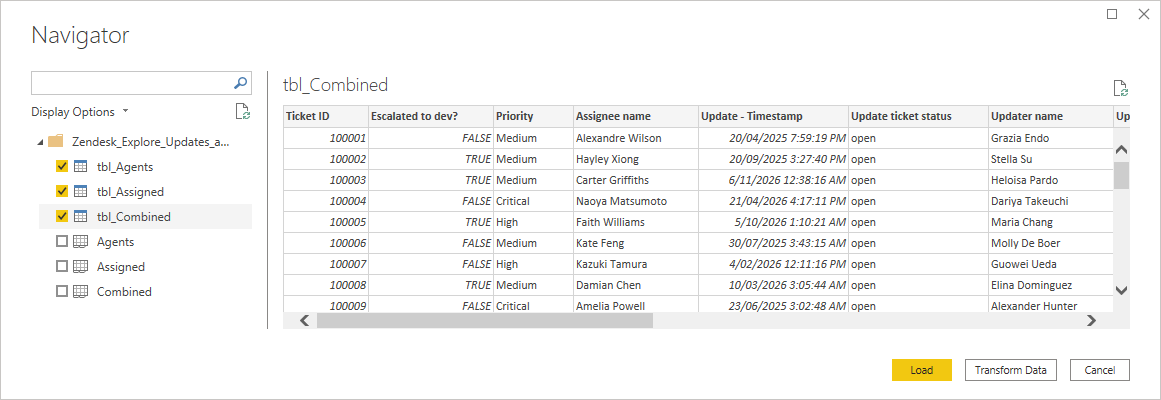 Navigator
Display Options
Zendesk_Explore_Updates_a...
tbl_Agents
tbl_Assigned
tbl_Combined
Agents
Assigned
Combined
tbl_Combined
Ticket ID Escalated to dev? Priority Assignee name Update - Timestamp Update ticket status Updater name Up
100001 FALSE Medium Alexandre Wilson 20/04/2025 7:59:19 PM open Grazia Endo
100002 TRUE Medium Hayley Xiong 20/09/2025 3:27:40 PM open Stella Su
100003 TRUE Medium Carter Griffiths 6/11/2026 12:38:16 AM open Heloisa Pardo
100004 FALSE Critical Naoya Matsumoto 21/04/2026 4:17:11 PM open Dariya Takeuchi
100005 TRUE High Faith Williams 5/10/2026 1:10:21 AM open Maria Chang
100006 FALSE Medium Kate Feng 30/07/2025 3:43:15 AM open Molly De Boer
100007 FALSE High Kazuki Tamura 4/02/2026 12:11:16 PM open Guowei Ueda
100008 TRUE Medium Damian Chen 10/03/2026 3:05:44 AM open Elina Dominguez
100009 FALSE Critical Amelia Powell 23/06/2025 3:02:48 AM open Alexander Hunter
Load Transform Data Cancel